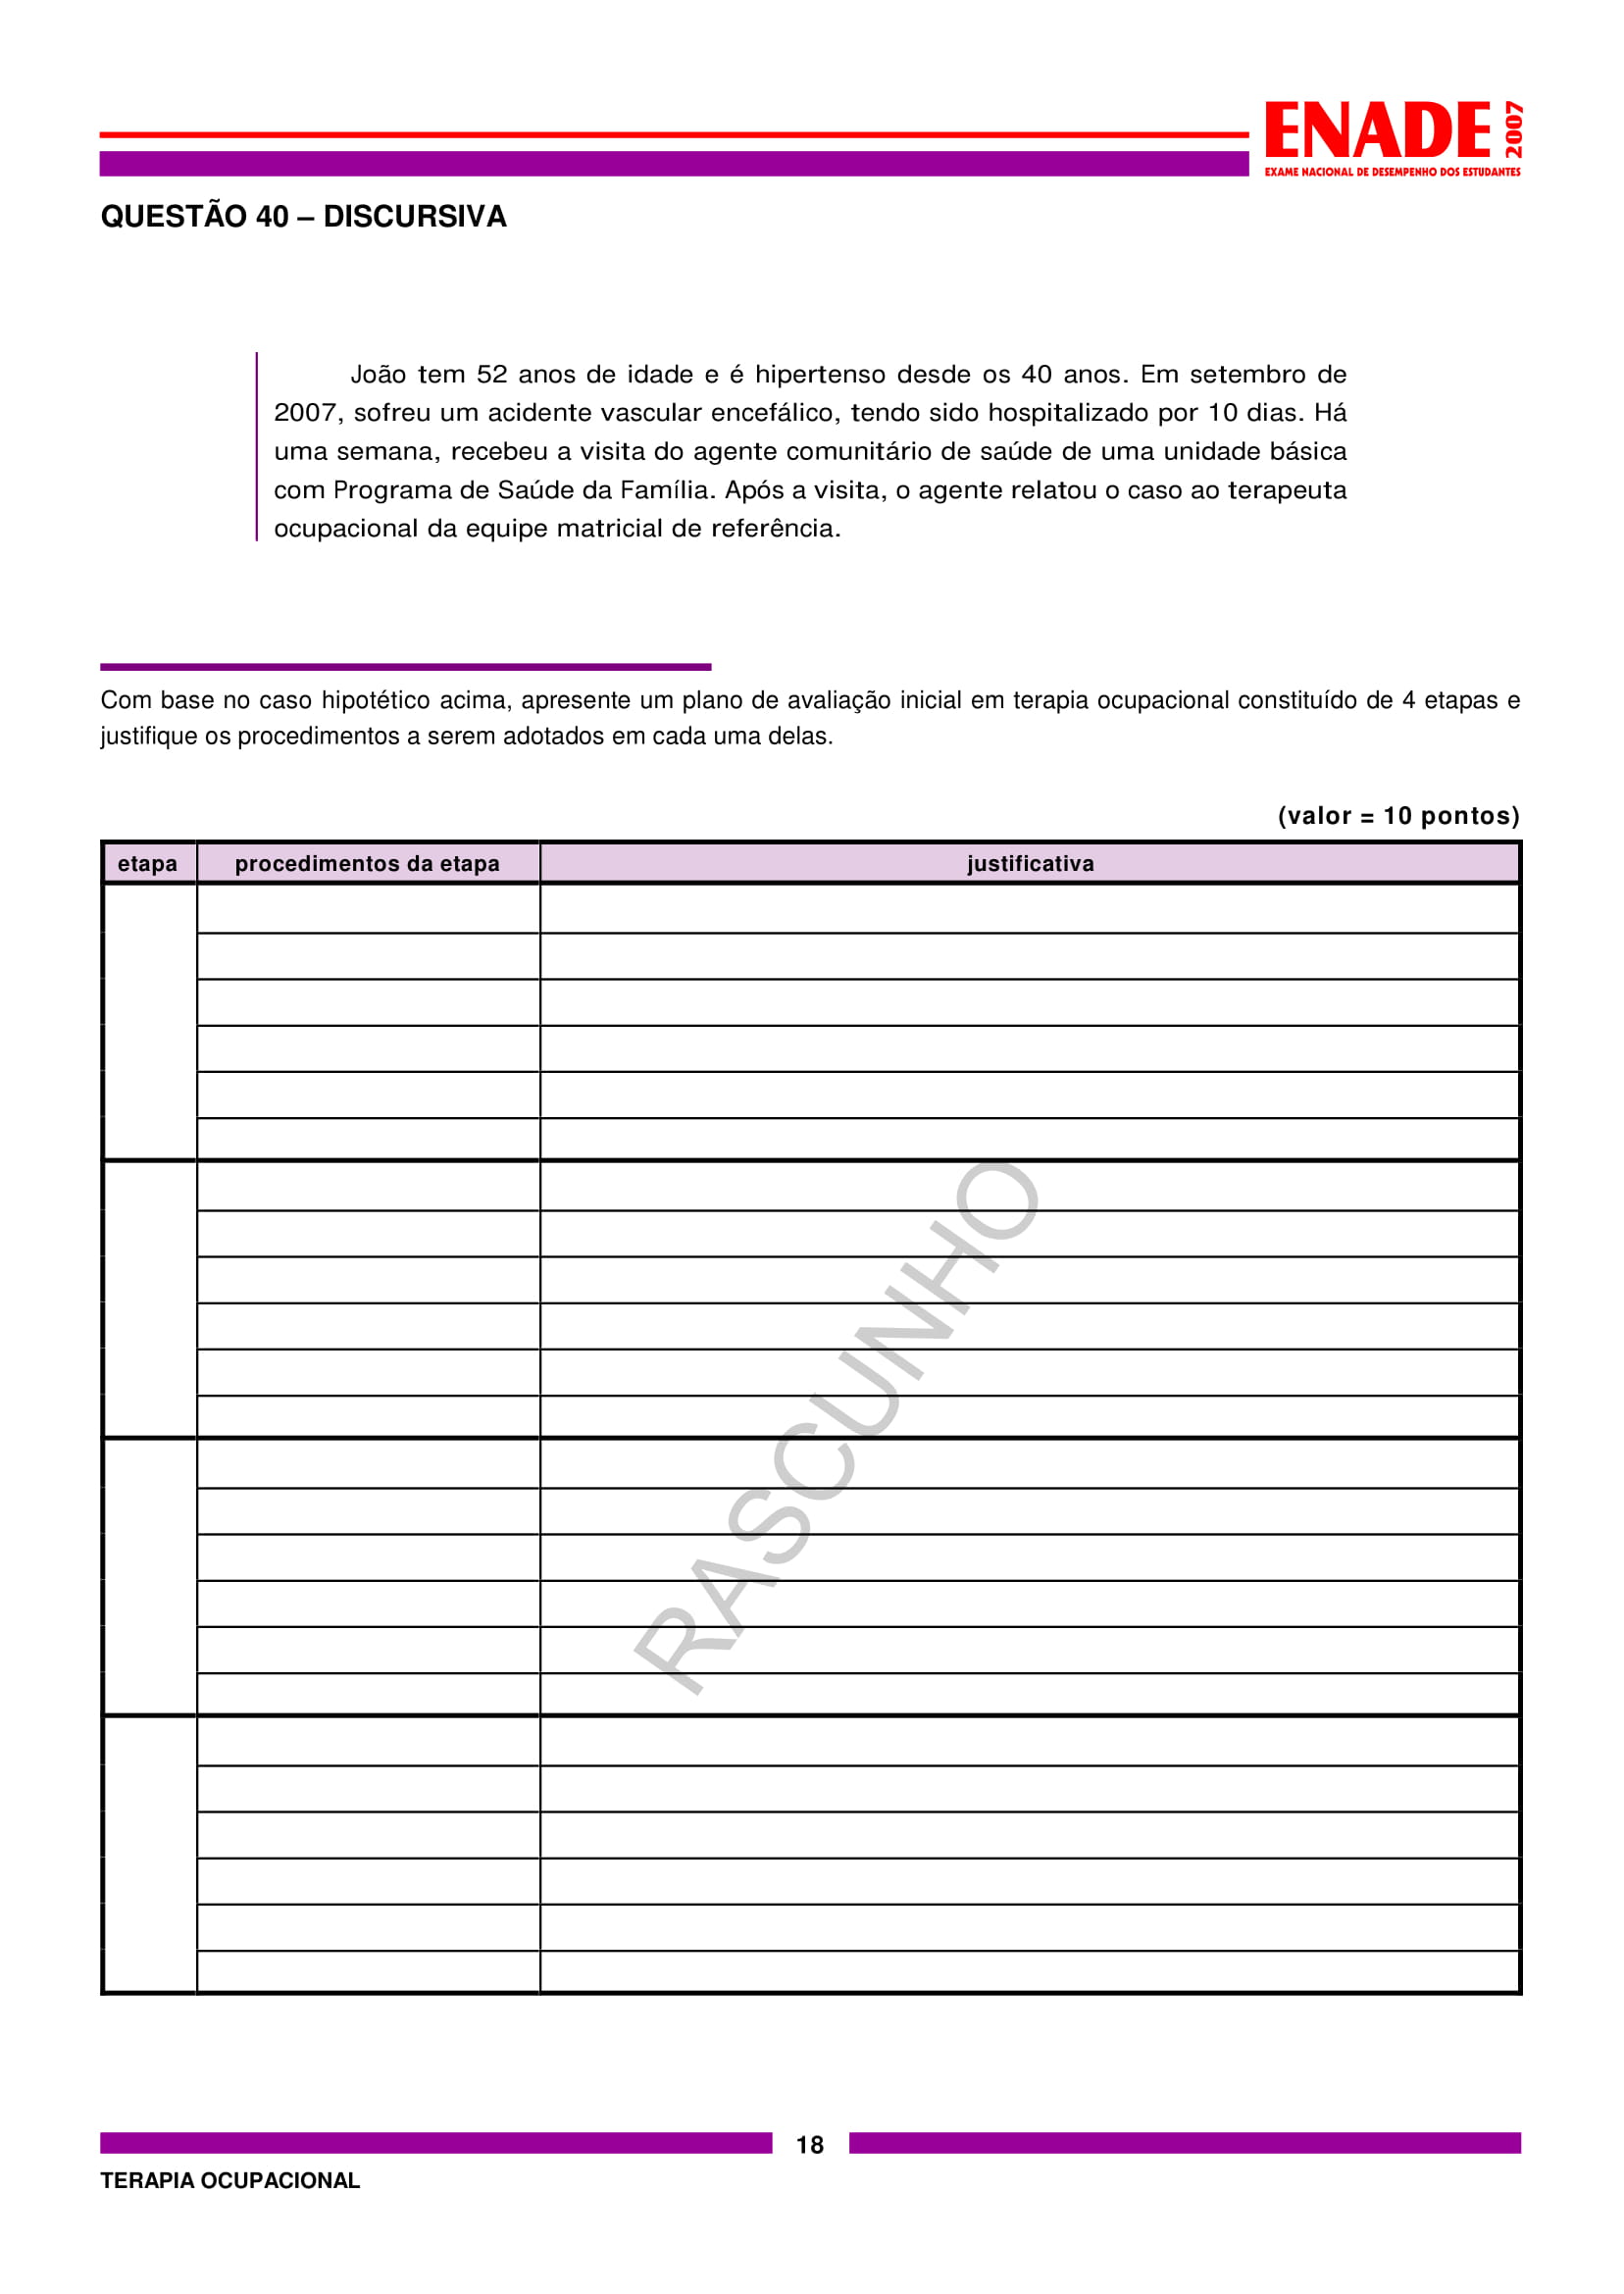 ENADE 2007
EXAME NACIONAL DE DESEMPENHO DOS ESTUDANTES
QUESTÃO 40 – DISCURSIVA
João tem 52 anos de idade e é hipertenso desde os 40 anos. Em setembro de
2007, sofreu um acidente vascular encefálico, tendo sido hospitalizado por 10 dias. Há
uma semana, recebeu a visita do agente comunitário de saúde de uma unidade básica
com Programa de Saúde da Família. Após a visita, o agente relatou o caso ao terapeuta
ocupacional da equipe matricial de referência.
Com base no caso hipotético acima, apresente um plano de avaliação inicial em terapia ocupacional constituído de 4 etapas e
justifique os procedimentos a serem adotados em cada uma delas.
(valor = 10 pontos)
etapa procedimentos da etapa justificativa
RASCUNHO
18
TERAPIA OCUPACIONAL